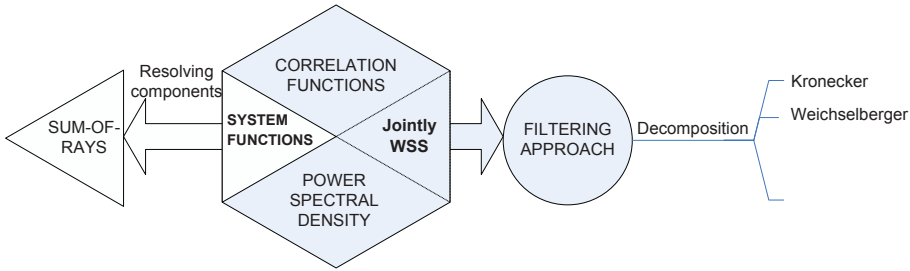 Resolving
components
SUM-OF-
RAYS
CORRELATION
FUNCTIONS
SYSTEM
FUNCTIONS
Jointly
WSS
POWER
SPECTRAL
DENSITY
FILTERING
APPROACH
Decomposition
Kronecker
Weichselberger